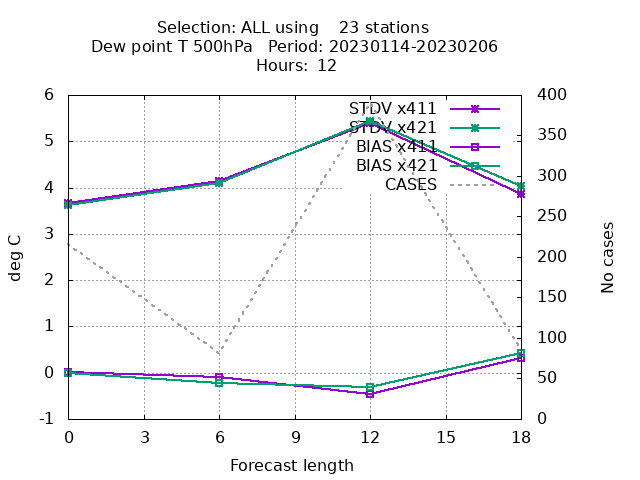 Selection: ALL using 23 stations
Dew point T 500hPa Period: 20230114-20230206
Hours: 12
STDV x411
STDV x421
BIAS x411
BIAS x421
CASES
6
5
4
3
2
1
0
-1
deg C
400
350
300
250
200
150
100
50
0
No cases
0 3 6 9 12 15 18
Forecast length